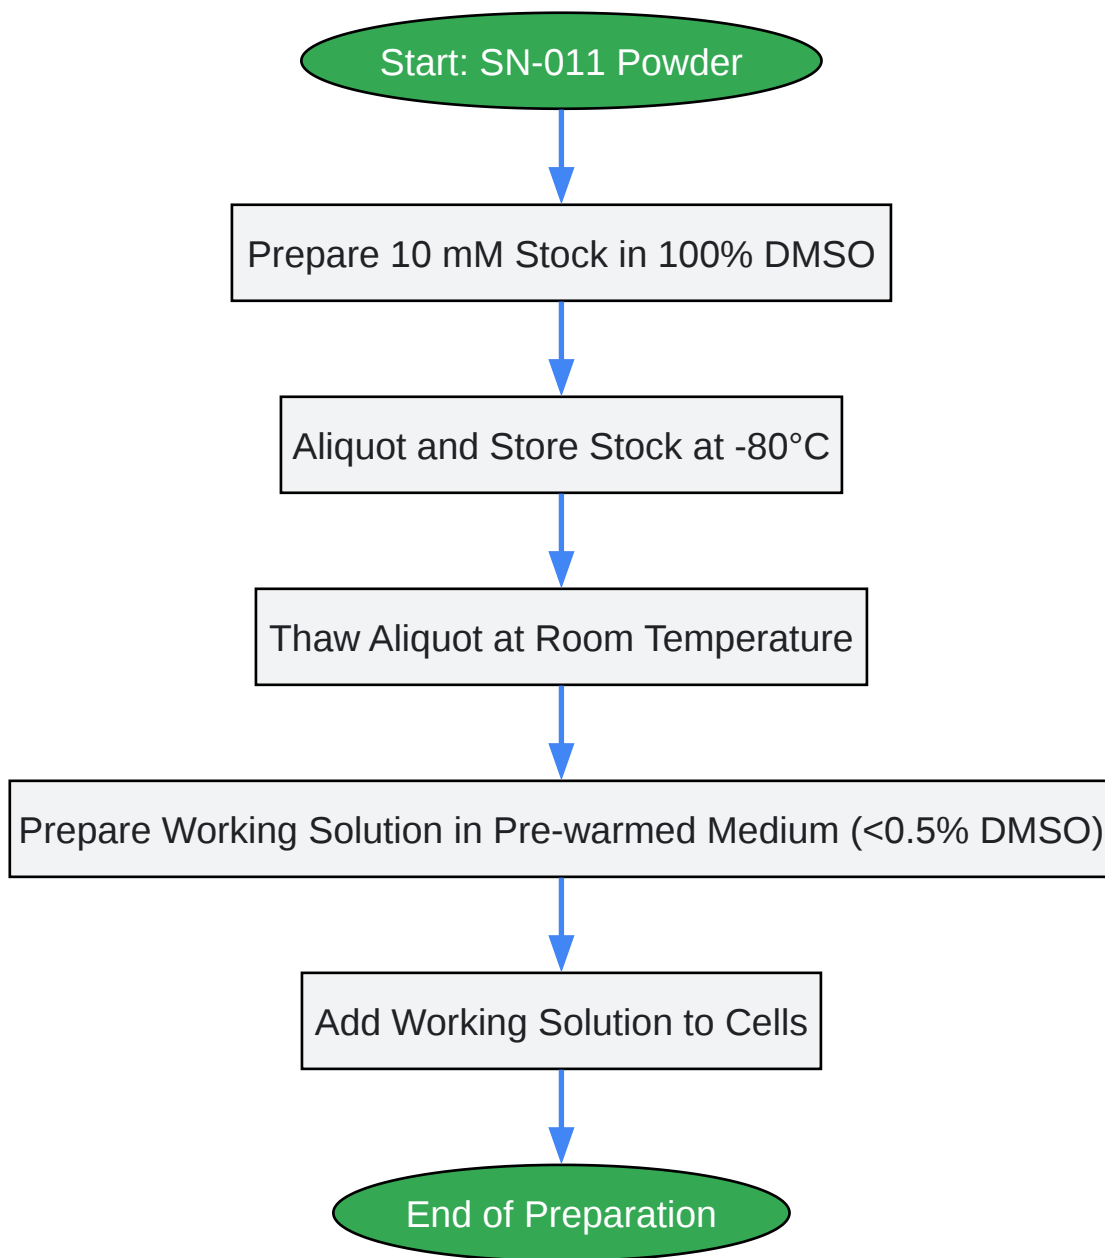 Start: SN-011 Powder
Prepare 10 mM Stock in 100% DMSO
Aliquot and Store Stock at -80°C
Thaw Aliquot at Room Temperature
Prepare Working Solution in Pre-warmed Medium (<0.5% DMSO)
Add Working Solution to Cells
End of Preparation